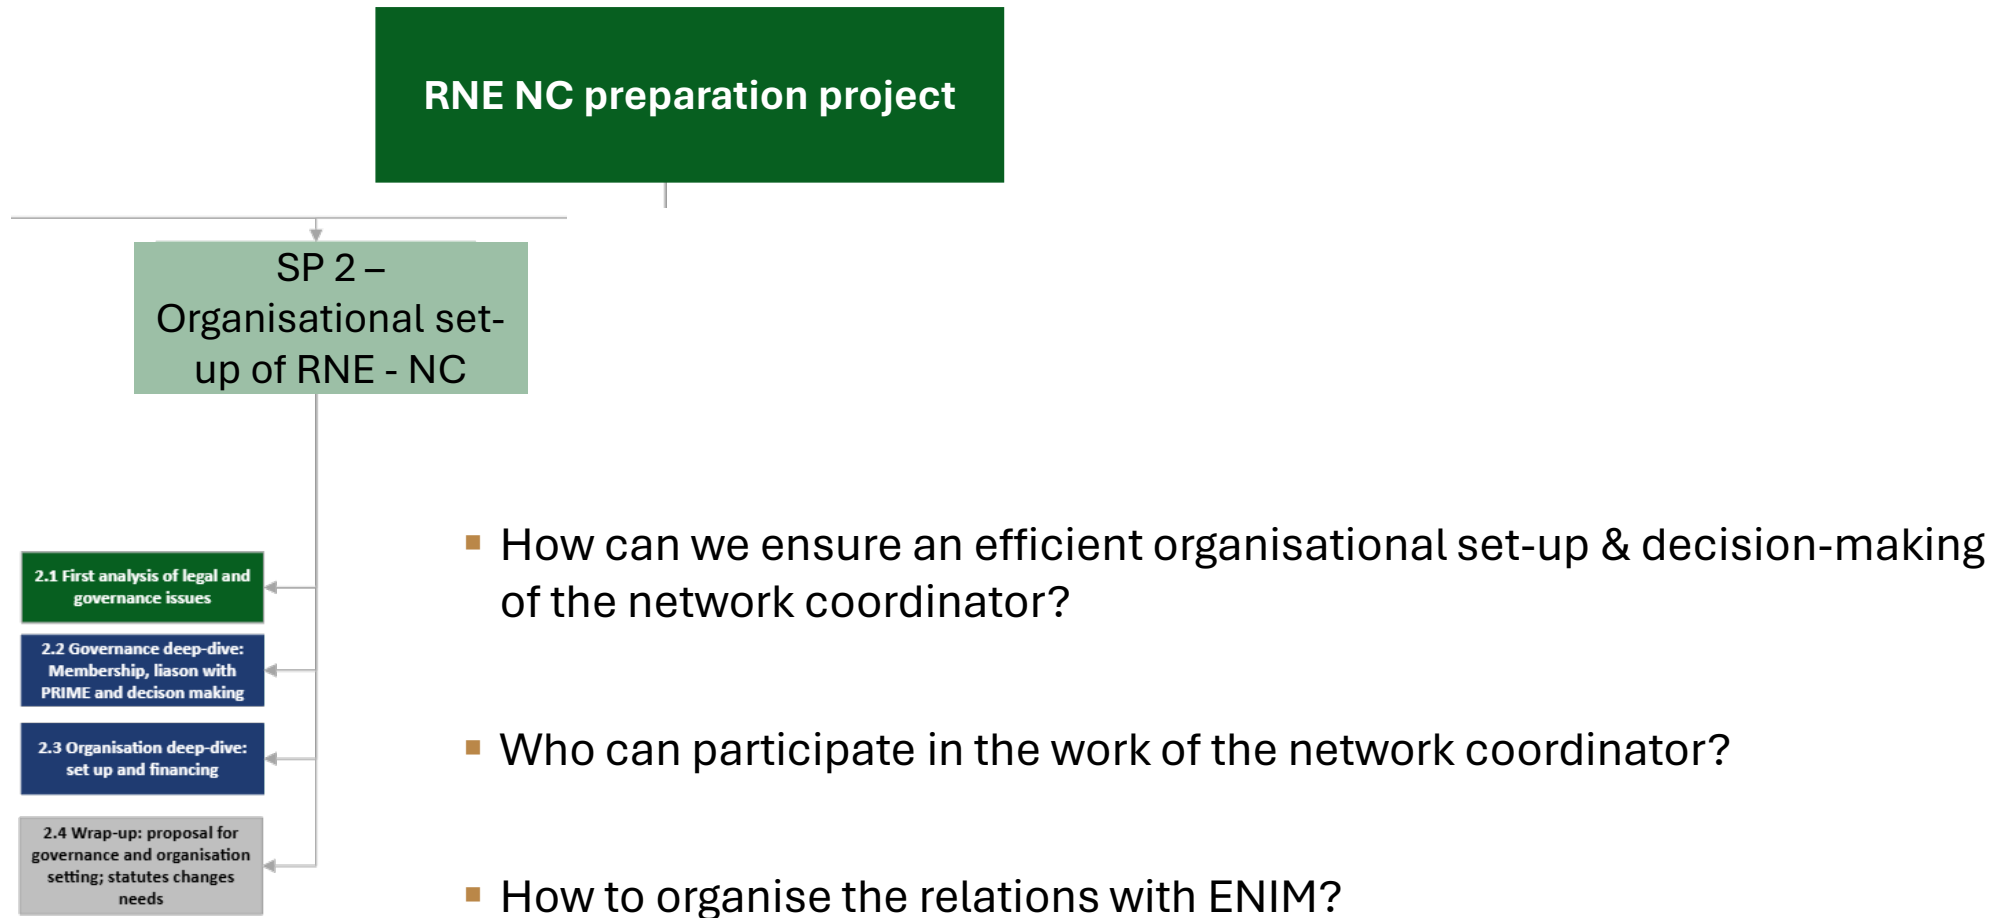 RNE NC preparation project
SP 2 –
Organisational set-
up of RNE - NC
2.1 First analysis of legal and
governance issues
2.2 Governance deep-dive:
Membership, liason with
PRIME and decison making
2.3 Organisation deep-dive:
set up and financing
2.4 Wrap-up: proposal for
governance and organisation
setting; statutes changes
needs
▪ How can we ensure an efficient organisational set-up & decision-making
of the network coordinator?
▪ Who can participate in the work of the network coordinator?
▪ How to organise the relations with ENIM?